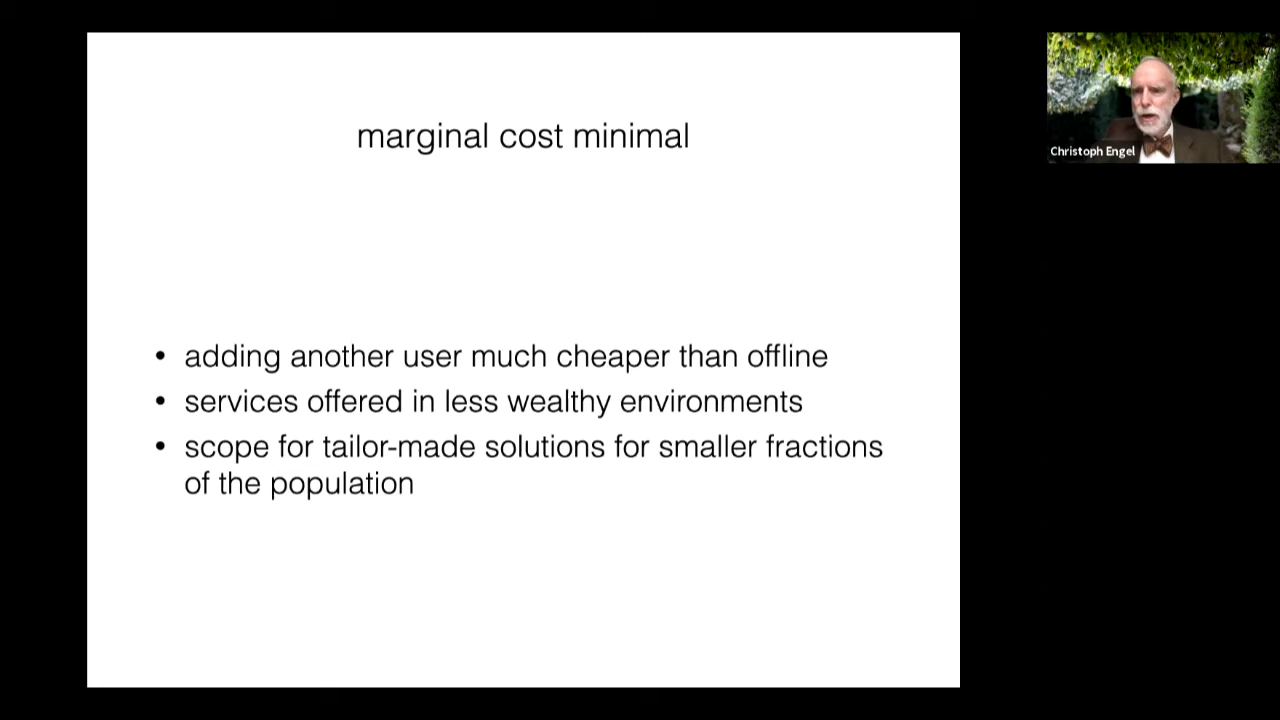 marginal cost minimal
• adding another user much cheaper than offline
• services offered in less wealthy environments
• scope for tailor-made solutions for smaller fractions
of the population
Christoph Engel